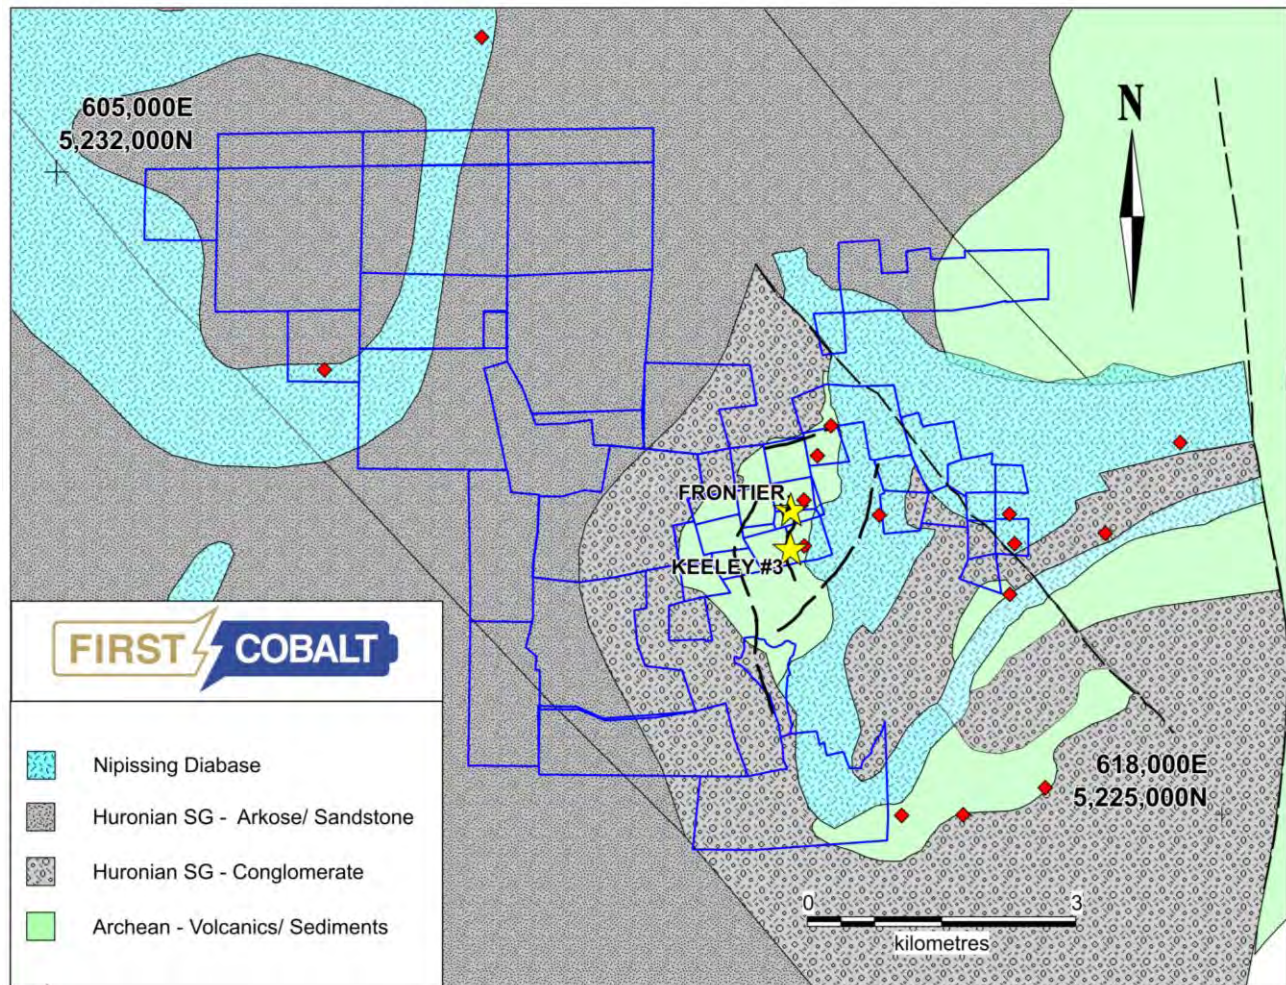 605,000E
5,232,000N
N
FRONTIER
KEELEY #3
FIRST COBALT
Nipissing Diabase
Huronian SG - Arkose/ Sandstone
Huronian SG - Conglomerate
Archean - Volcanics/ Sediments
618,000E
5,225,000N
0 3
kilometres